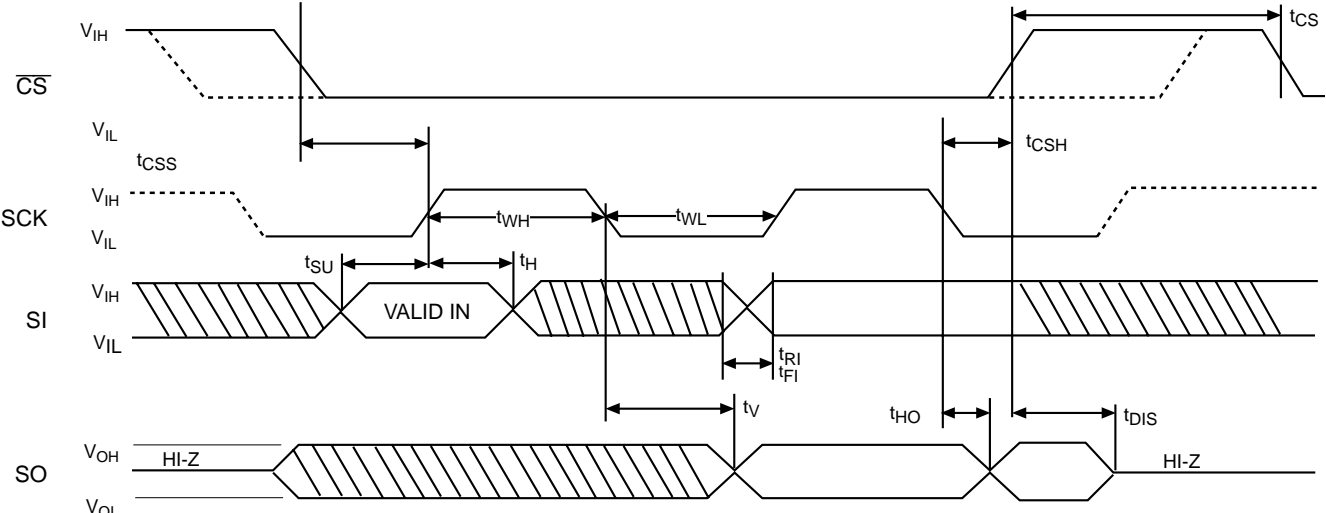 tCS
VIH
CS
VIL
tCSH
tCSS
VIH
SCK
tWH
tWL
VIL
tSU
tH
VIH
SI
VALID IN
VIL
tRI
tFI
tV
tHO
tDIS
VOH
HI-Z
HI-Z
SO
VOL